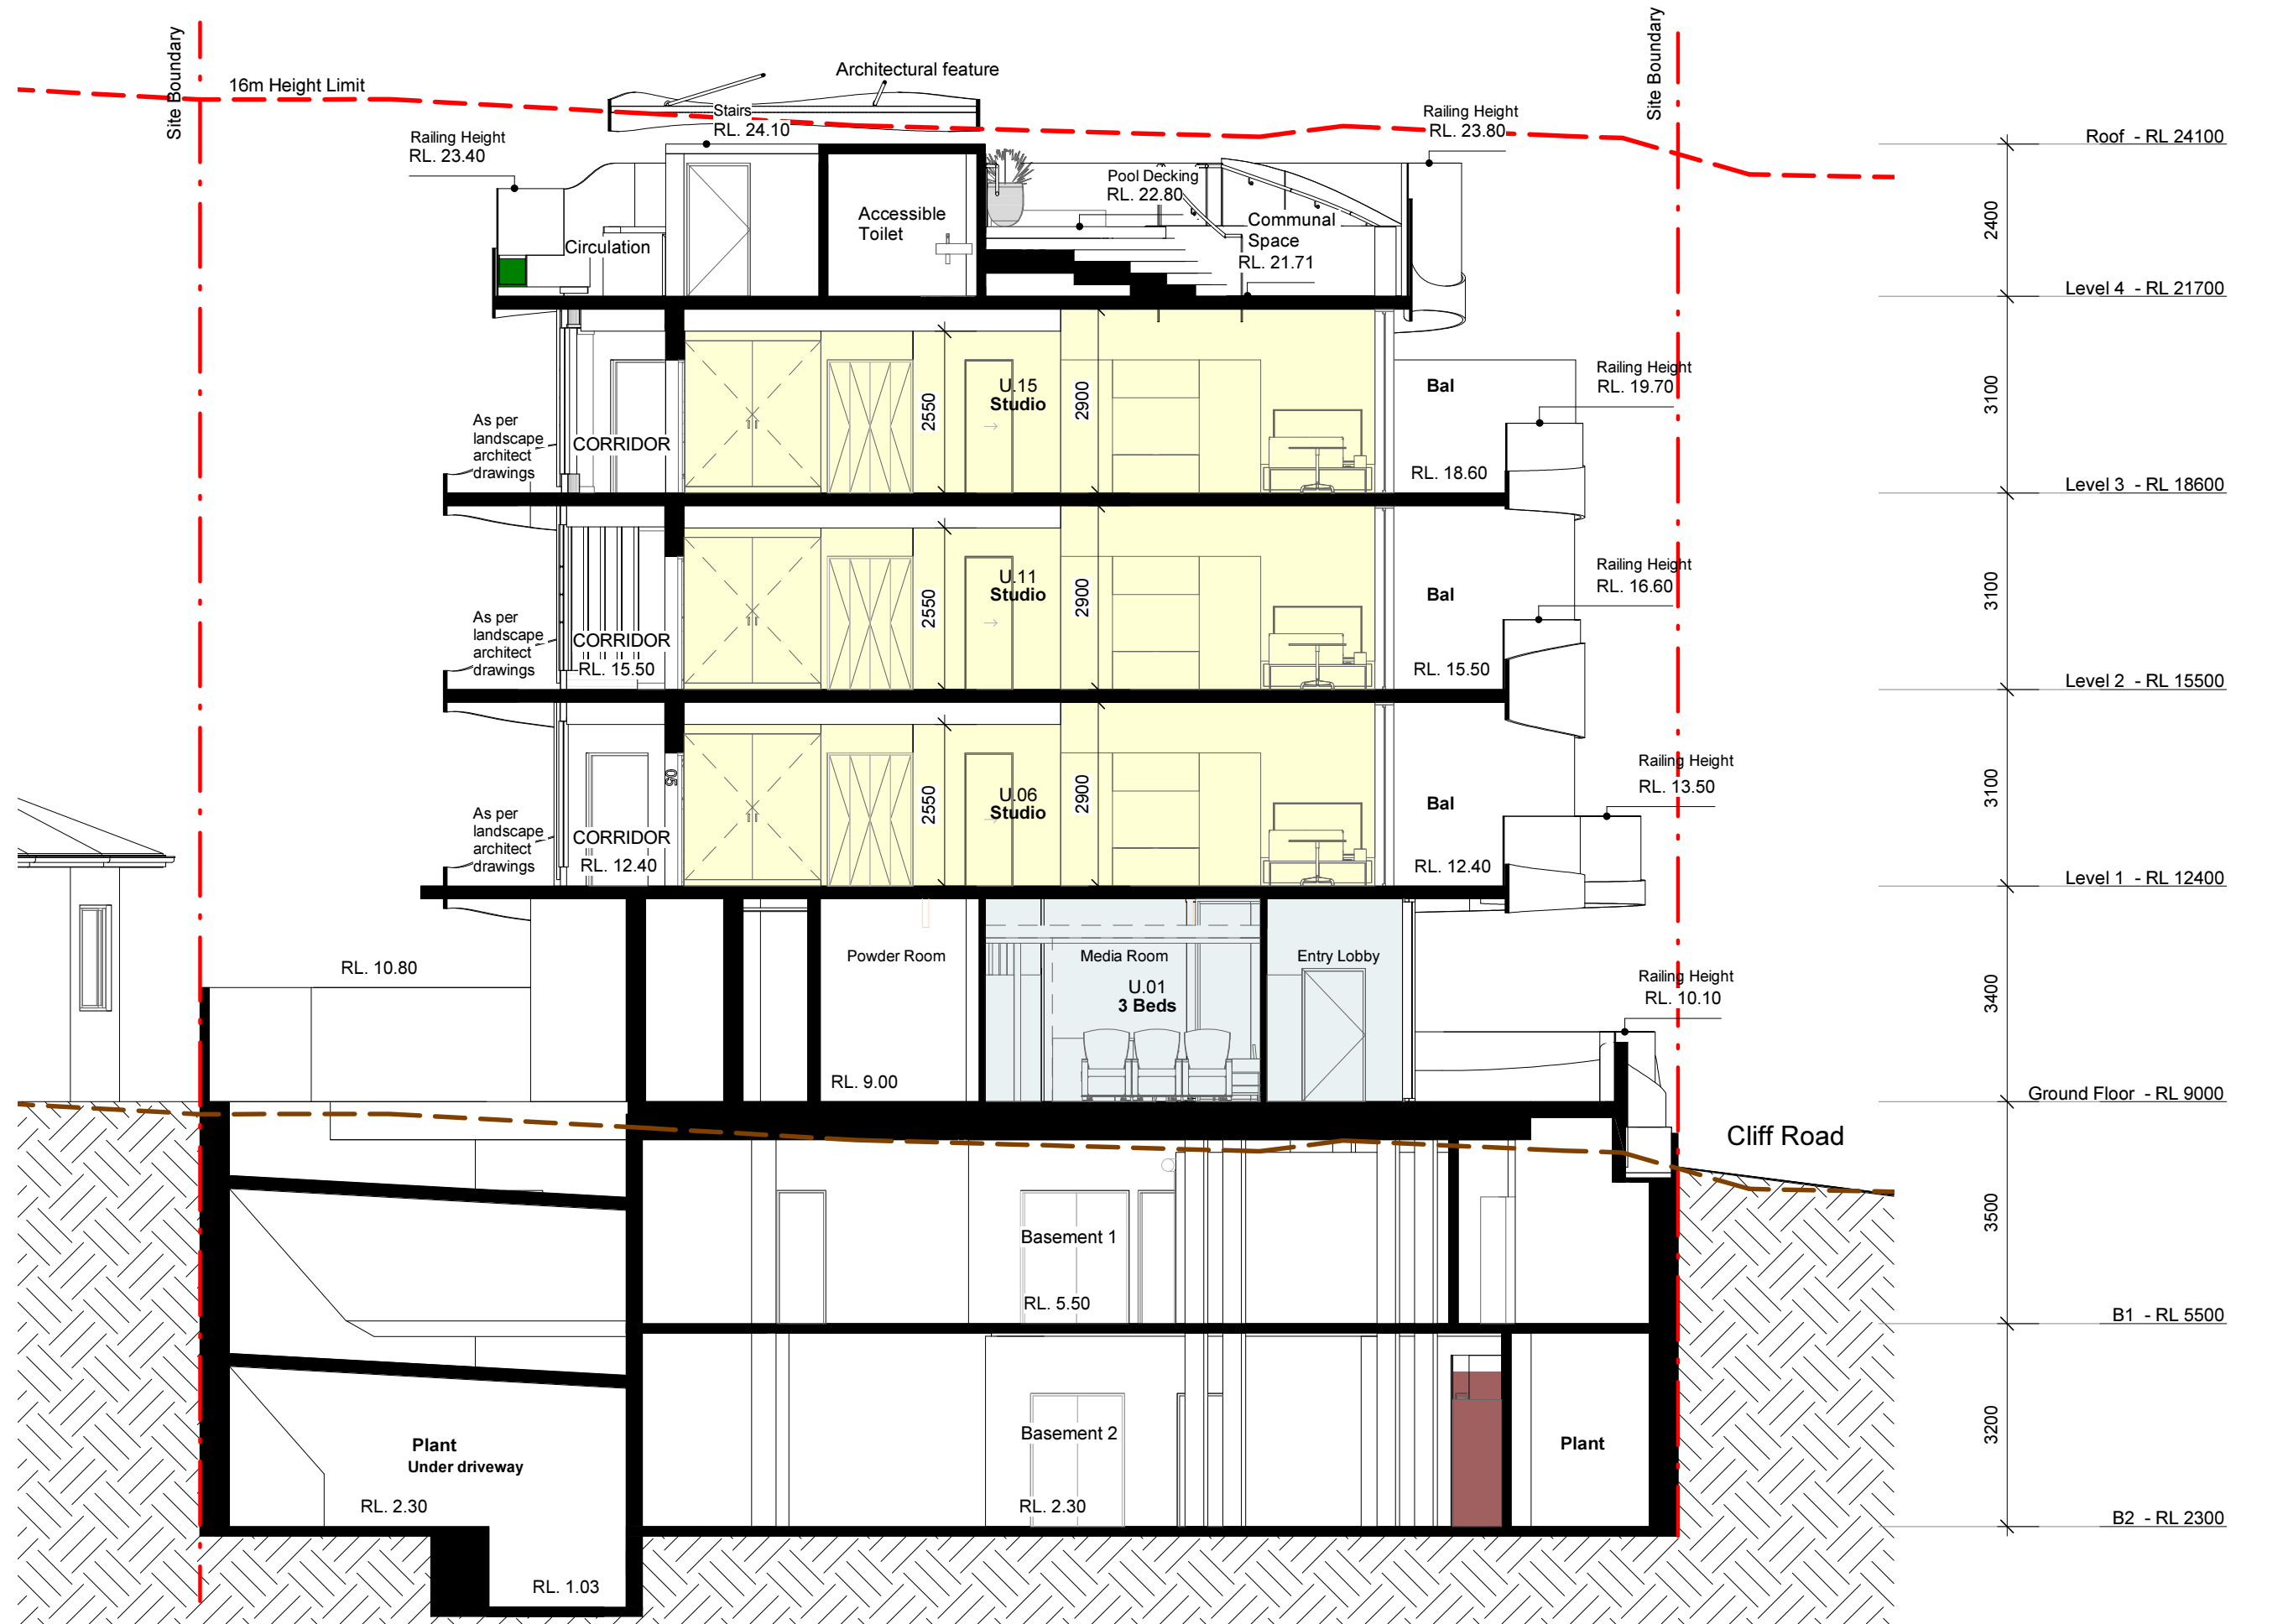 Site Boundary
Site Boundary
16m Height Limit
Architectural feature
Stairs
RL. 24.10
Railing Height
RL. 23.40
Railing Height
RL. 23.80
Roof - RL 24100
Pool Decking
RL. 22.80
Accessible
Toilet
Communal
Space
RL. 21.71
Circulation
2400
Level 4 - RL 21700
Railing Height
RL. 19.70
U.15
Studio
Bal
2550
2900
3100
As per
landscape
architect
drawings
CORRIDOR
RL. 18.60
Level 3 - RL 18600
Railing Height
RL. 16.60
U.11
Studio
Bal
2550
2900
3100
As per
landscape
architect
drawings
CORRIDOR
RL. 15.50
RL. 15.50
Level 2 - RL 15500
Railing Height
RL. 13.50
05
U.06
Studio
Bal
2550
2900
3100
As per
landscape
architect
drawings
CORRIDOR
RL. 12.40
RL. 12.40
Level 1 - RL 12400
Powder Room
Media Room
Entry Lobby
RL. 10.80
U.01
3 Beds
Railing Height
RL. 10.10
3400
RL. 9.00
Ground Floor - RL 9000
Cliff Road
Basement 1
3500
RL. 5.50
B1 - RL 5500
Basement 2
Plant
Under driveway
Plant
3200
RL. 2.30
RL. 2.30
B2 - RL 2300
RL. 1.03